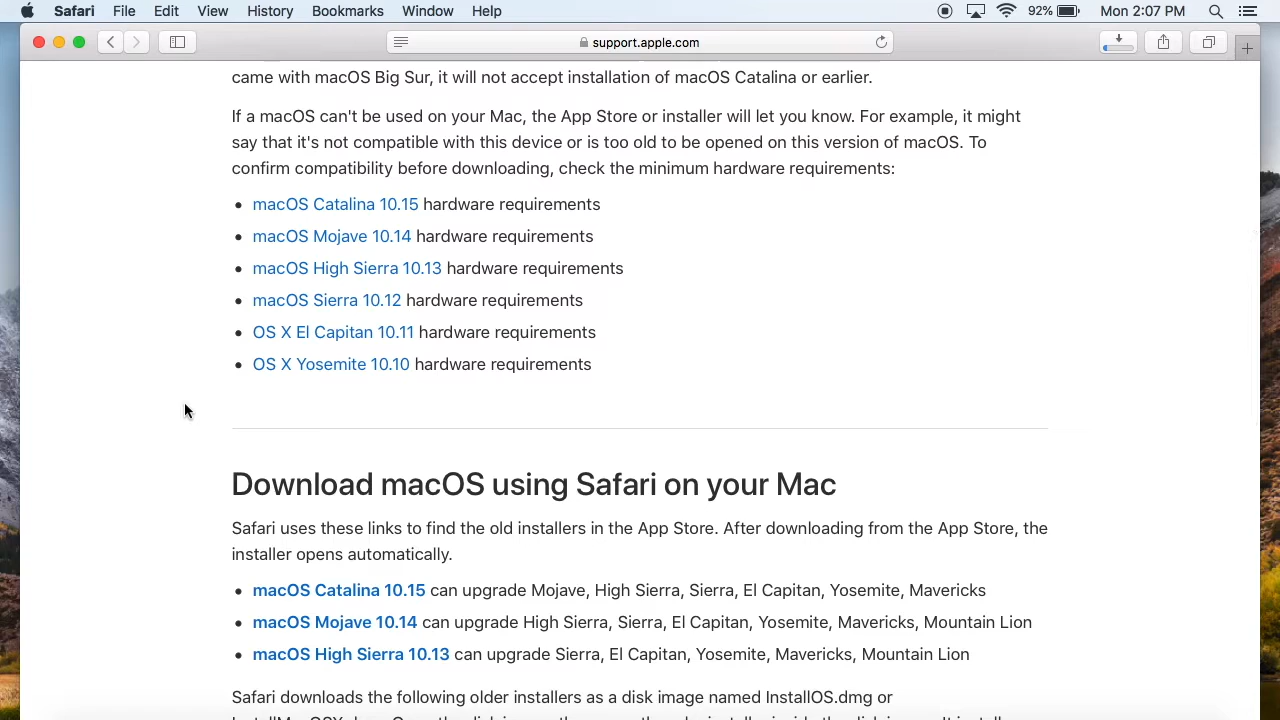 Safari File Edit View History Bookmarks Window Help 92% Mon 2:07 PM
support.apple.com
came with macOS Big Sur, it will not accept installation of macOS Catalina or earlier.
If a macOS can't be used on your Mac, the App Store or installer will let you know. For example, it might
say that it's not compatible with this device or is too old to be opened on this version of macOS. To
confirm compatibility before downloading, check the minimum hardware requirements:
• macOS Catalina 10.15 hardware requirements
• macOS Mojave 10.14 hardware requirements
• macOS High Sierra 10.13 hardware requirements
• macOS Sierra 10.12 hardware requirements
• OS X El Capitan 10.11 hardware requirements
• OS X Yosemite 10.10 hardware requirements
Download macOS using Safari on your Mac
Safari uses these links to find the old installers in the App Store. After downloading from the App Store, the
installer opens automatically.
• macOS Catalina 10.15 can upgrade Mojave, High Sierra, Sierra, El Capitan, Yosemite, Mavericks
• macOS Mojave 10.14 can upgrade High Sierra, Sierra, El Capitan, Yosemite, Mavericks, Mountain Lion
• macOS High Sierra 10.13 can upgrade Sierra, El Capitan, Yosemite, Mavericks, Mountain Lion
Safari downloads the following older installers as a disk image named InstallOS.dmg or